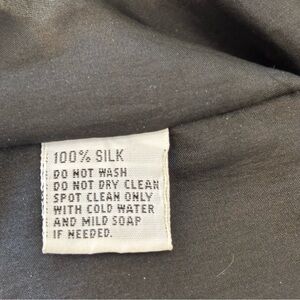 100% SILK
DO NOT WASH
DO NOT DRY CLEAN
SPOT CLEAN ONLY
WITH COLD WATER
AND MILD SOAP
IF NEEDED.